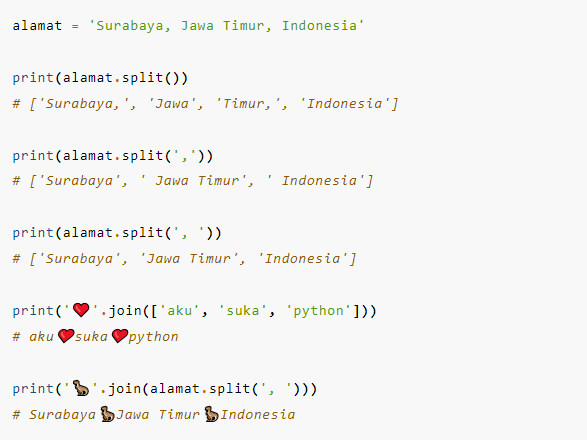 alamat = 'Surabaya, Jawa Timur, Indonesia'
print(alamat.split())
# ['Surabaya,', 'Jawa', 'Timur,', 'Indonesia']
print(alamat.split(','))
# ['Surabaya', ' Jawa Timur', ' Indonesia']
print(alamat.split(', '))
# ['Surabaya', 'Jawa Timur', 'Indonesia']
print('❤️'.join(['aku', 'suka', 'python']))
# aku❤️suka❤️python
print('🦕'.join(alamat.split(', ')))
# Surabaya🦕Jawa Timur🦕Indonesia